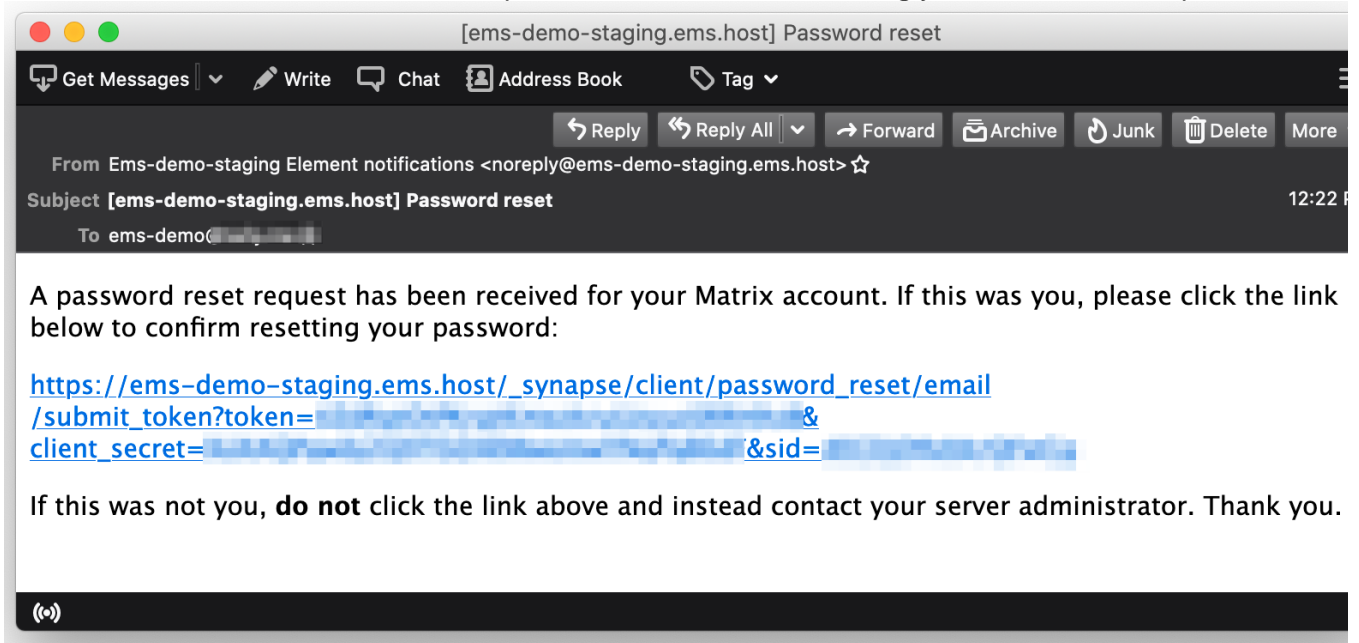 [ems-demo-staging.ems.host] Password reset
Get Messages Write Chat Address Book Tag
Reply Reply All Forward Archive Junk Delete More
From Ems-demo-staging Element notifications <noreply@ems-demo-staging.ems.host>
Subject [ems-demo-staging.ems.host] Password reset 12:22
To ems-demo@
A password reset request has been received for your Matrix account. If this was you, please click the link
below to confirm resetting your password:
https://ems-demo-staging.ems.host/_synapse/client/password_reset/email
/submit_token?token=&
client_secret=&sid=
If this was not you, do not click the link above and instead contact your server administrator. Thank you.